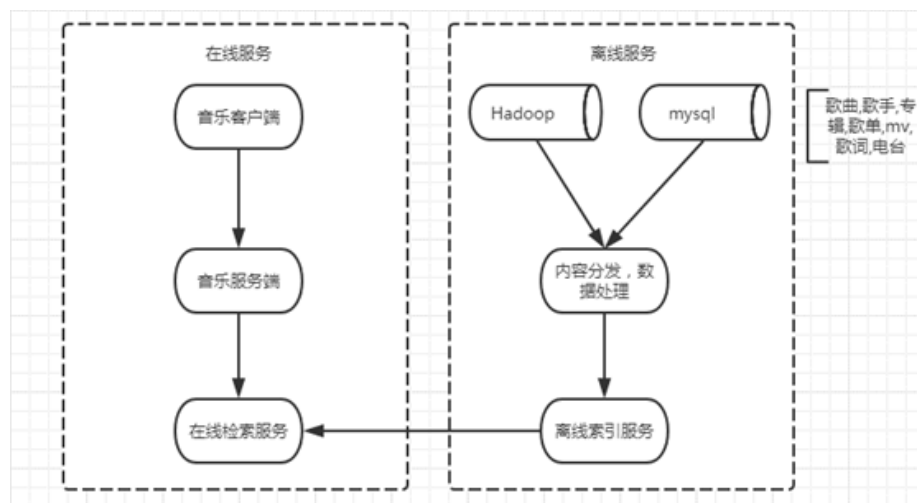 在线服务
音乐客户端
音乐服务端
在线检索服务
离线服务
Hadoop
mysql
歌曲,歌手,专
辑,歌单,mv,
歌词,电台
内容分发，数
据处理
离线索引服务